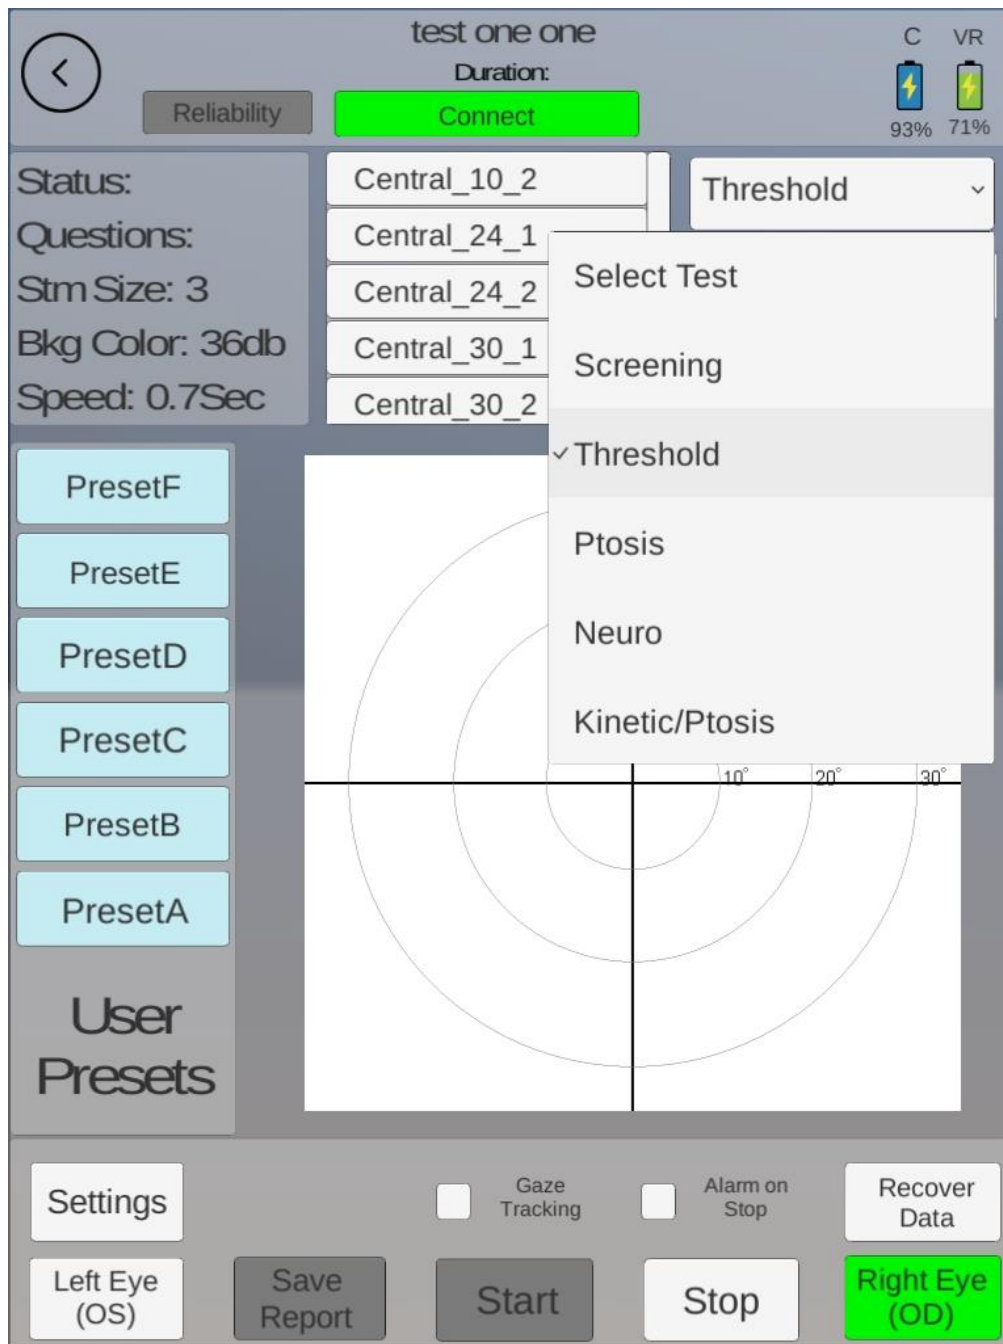 test one one
C VR
Duration:
Reliability
Connect
93% 71%
Status:
Questions:
Stm Size: 3
Bkg Color: 36db
Speed: 0.7Sec
Central_10_2
Central_24_1
Central_24_2
Central_30_1
Central_30_2
Threshold
Select Test
Screening
Threshold
Ptosis
Neuro
Kinetic/Ptosis
PresetF
PresetE
PresetD
PresetC
PresetB
PresetA
User
Presets
10° 20° 30°
Settings
Gaze
Tracking
Alarm on
Stop
Recover
Data
Left Eye
(OS)
Save
Report
Start
Stop
Right Eye
(OD)